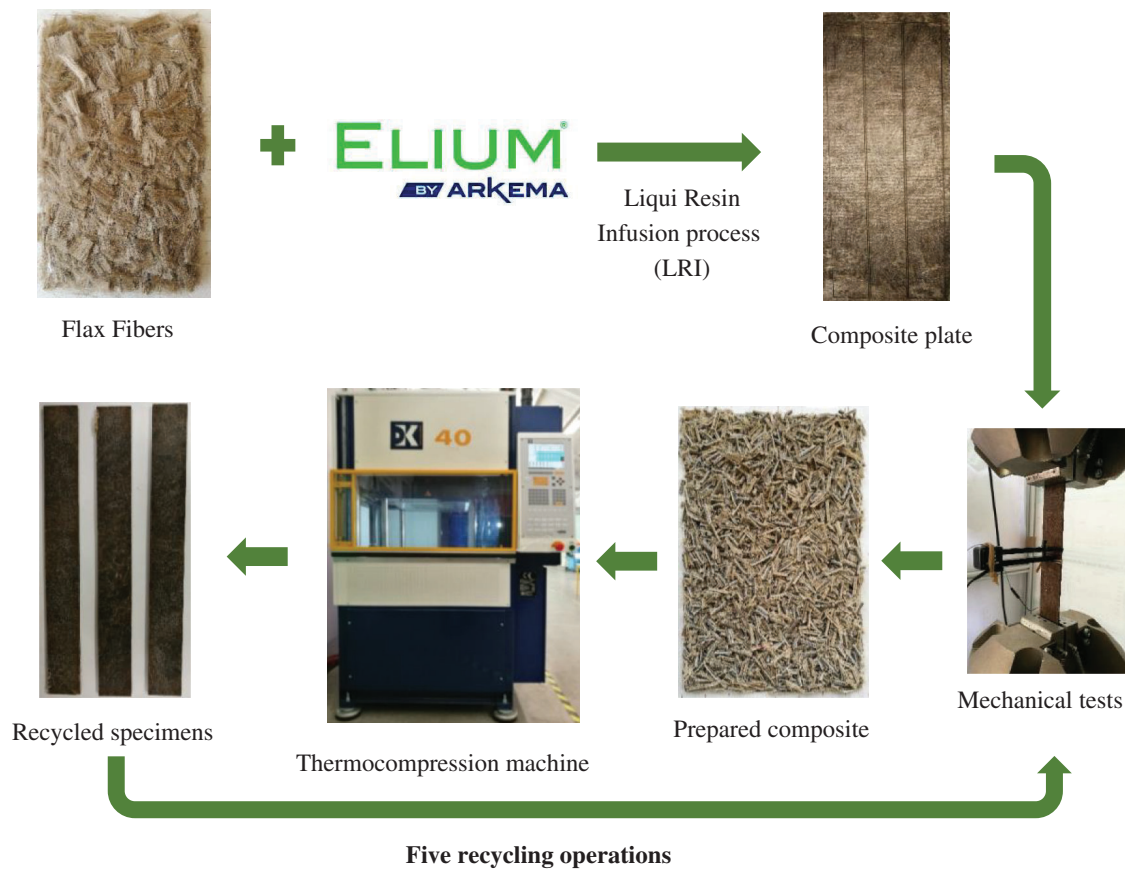 ELIUM®
BY ARKEMA
Liqui Resin
Infusion process
(LRI)
Flax Fibers
Composite plate
DK 40
Mechanical tests
Prepared composite
Recycled specimens
Thermocompression machine
Five recycling operations